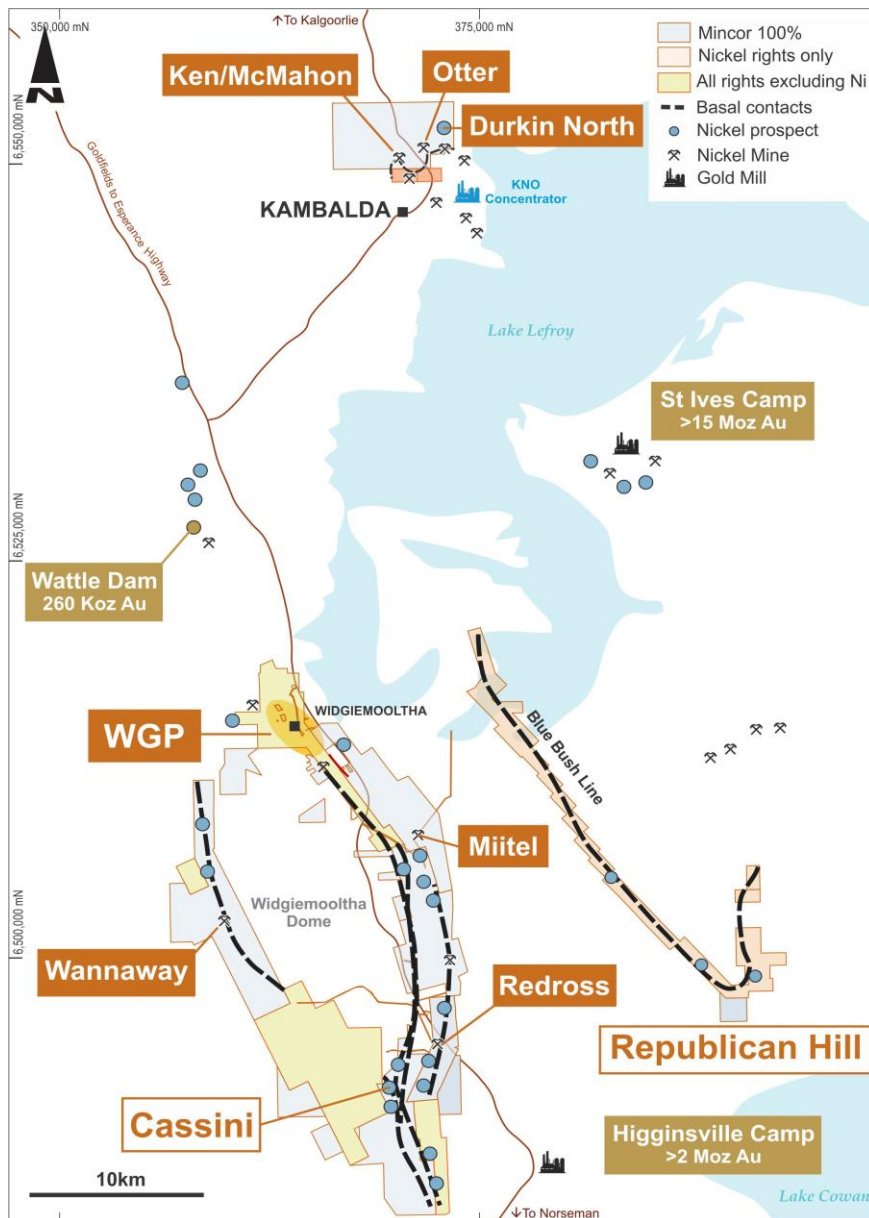 350,000 mN
↑To Kalgoorlie
375,000 mN
Mincor 100%
Nickel rights only
All rights excluding Ni
Basal contacts
Nickel prospect
Nickel Mine
Gold Mill
Ken/McMahon
Otter
Durkin North
6,550,000 mN
KNO
Concentrator
KAMBALDA
Goldfields to Esperance Highway
Lake Lefroy
St Ives Camp
>15 Moz Au
6,525,000 mN
Wattle Dam
260 Koz Au
WIDGIEMOOLTHA
WGP
Blue Bush Line
Miitel
Widgiemooltha
Dome
6,500,000 mN
Wannaway
Redross
Republican Hill
Cassini
Higginsville Camp
>2 Moz Au
10km
Lake Cowan
↓To Norseman